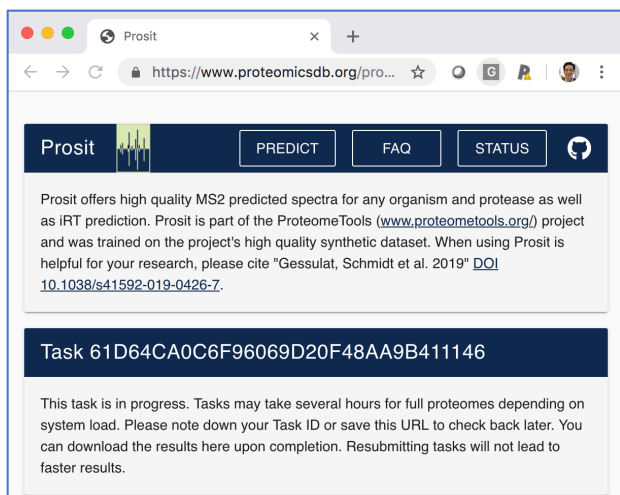 Prosit
https://www.proteomicsdb.org/pro...
G
Prosit
PREDICT
FAQ
STATUS
Prosit offers high quality MS2 predicted spectra for any organism and protease as well
as iRT prediction. Prosit is part of the ProteomeTools (www.proteometools.org/) project
and was trained on the project's high quality synthetic dataset. When using Prosit is
helpful for your research, please cite "Gessulat, Schmidt et al. 2019" DOI
10.1038/s41592-019-0426-7.
Task 61D64CA0C6F96069D20F48AA9B411146
This task is in progress. Tasks may take several hours for full proteomes depending on
system load. Please note down your Task ID or save this URL to check back later. You
can download the results here upon completion. Resubmitting tasks will not lead to
faster results.